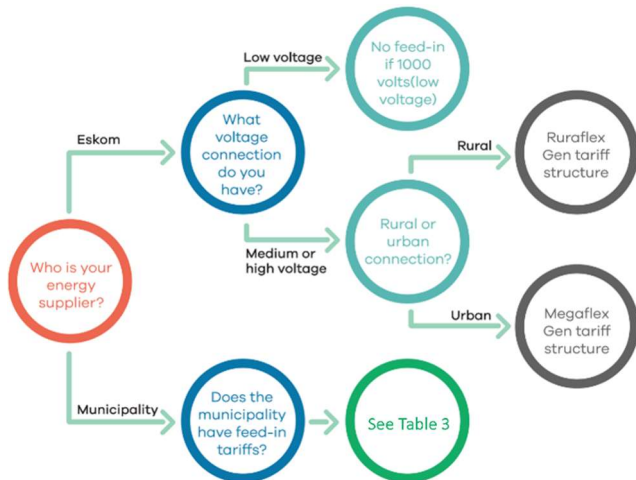 Low voltage
No feed-in
if 1000
volts(low
voltage)
Eskom
What
voltage
connection
do you
have?
Rural
Ruraflex
Gen tariff
structure
Medium or
high voltage
Rural or
urban
connection?
Who is your
energy
supplier?
Urban
Megaflex
Gen tariff
structure
Municipality
Does the
municipality
have feed-in
tariffs?
See Table 3